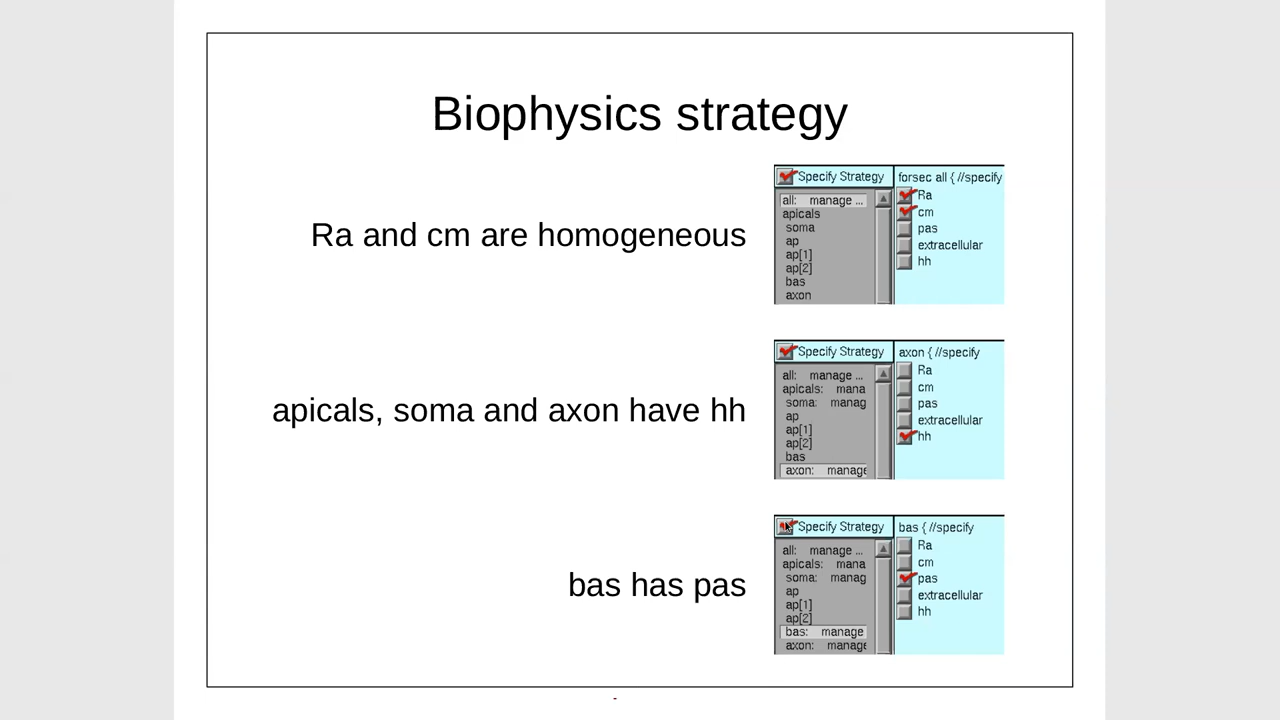 Biophysics strategy
Ra and cm are homogeneous
Specify Strategy
all: manage ...
apicals
soma
ap
ap[1]
ap[2]
bas
axon
forsec all { //specify
Ra
cm
pas
extracellular
hh
apicals, soma and axon have hh
Specify Strategy
all: manage ...
apicals: mana
soma: manag
ap
ap[1]
ap[2]
bas
axon: manage
axon { //specify
Ra
cm
pas
extracellular
hh
bas has pas
Specify Strategy
all: manage ...
apicals: mana
soma: manag
ap
ap[1]
ap[2]
bas: manage
axon: manage
bas { //specify
Ra
cm
pas
extracellular
hh
-